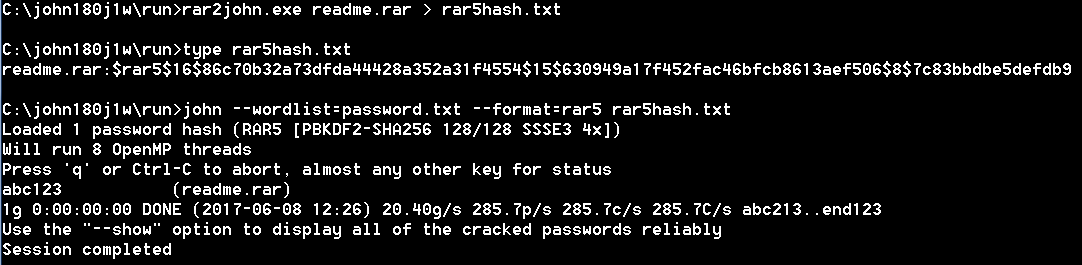 C:\john180j1w\run>rar2john.exe readme.rar > rar5hash.txt
C:\john180j1w\run>type rar5hash.txt
readme.rar:$rar5$16$86c70b32a73dfda44428a352a31f4554$15$630949a17f452fac46bfcb8613aef506$8$7c83bbdbe5defdb9
C:\john180j1w\run>john --wordlist=password.txt --format=rar5 rar5hash.txt
Loaded 1 password hash (RAR5 [PBKDF2-SHA256 128/128 SSSE3 4x])
Will run 8 OpenMP threads
Press 'q' or Ctrl-C to abort, almost any other key for status
abc123           (readme.rar)
1g 0:00:00:00 DONE (2017-06-08 12:26) 20.40g/s 285.7p/s 285.7c/s 285.7C/s abc213..end123
Use the "--show" option to display all of the cracked passwords reliably
Session completed